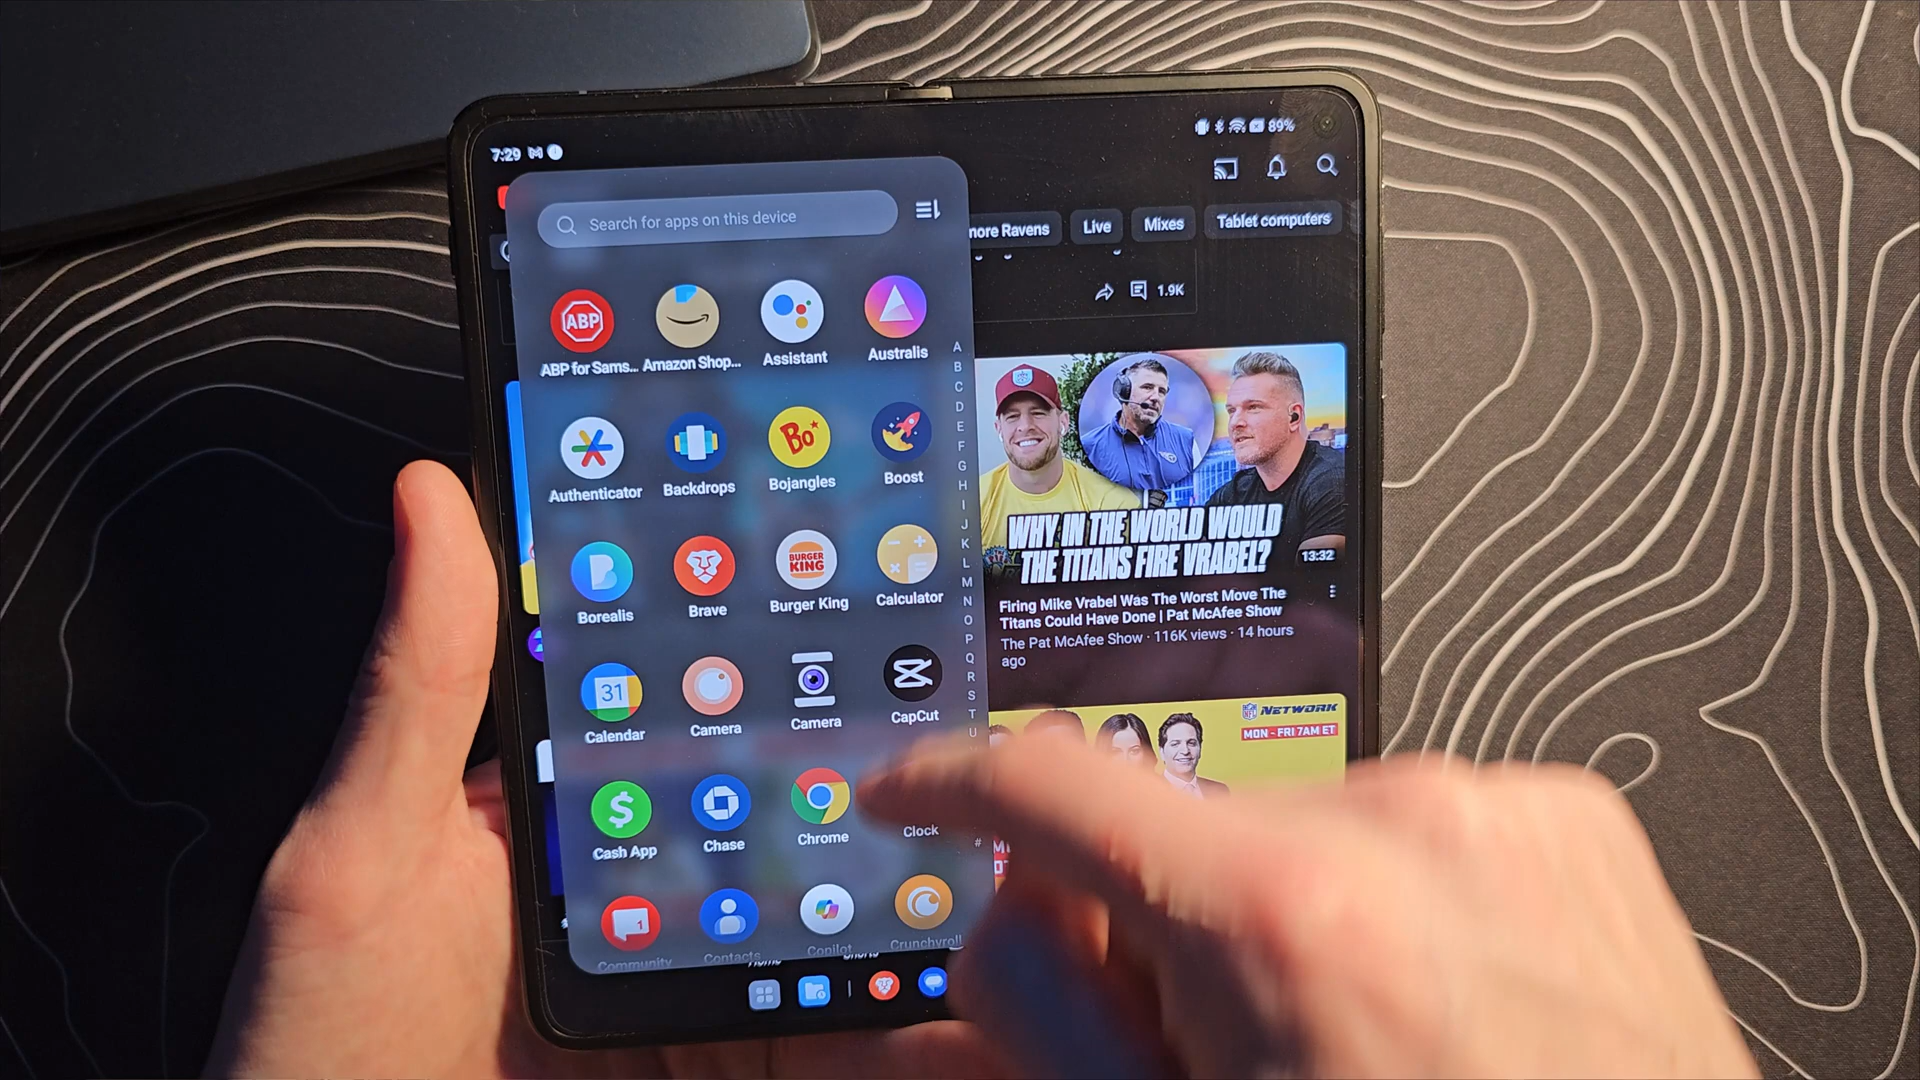 7:29
89%
Search for apps on this device
more Ravens
Live
Mixes
Tablet computers
1.9K
ABP
ABP for Sams...
Amazon Shop...
Assistant
Australis
Authenticator
Backdrops
Bo
Bojangles
Boost
Borealis
Brave
BURGER
KING
Burger King
Calculator
31
Calendar
Camera
Camera
CapCut
$
Cash App
Chase
Chrome
Clock
1
Community
Contacts
Copilot
Crunchyroll
A
B
C
D
E
F
G
H
I
J
K
L
M
N
O
P
Q
R
S
T
U
#
WHY IN THE WORLD WOULD
THE TITANS FIRE VRABEL?
13:32
Firing Mike Vrabel Was The Worst Move The
Titans Could Have Done | Pat McAfee Show
The Pat McAfee Show · 116K views · 14 hours
ago
NFL
NETWORK
MON - FRI 7AM ET
Home
Shorts